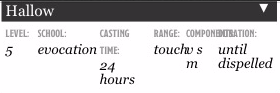 Hallow ▼
LEVEL: SCHOOL: CASTING TIME: RANGE: COMPONENTS: DURATION:
5 evocation 24 hours touch v s m until dispelled